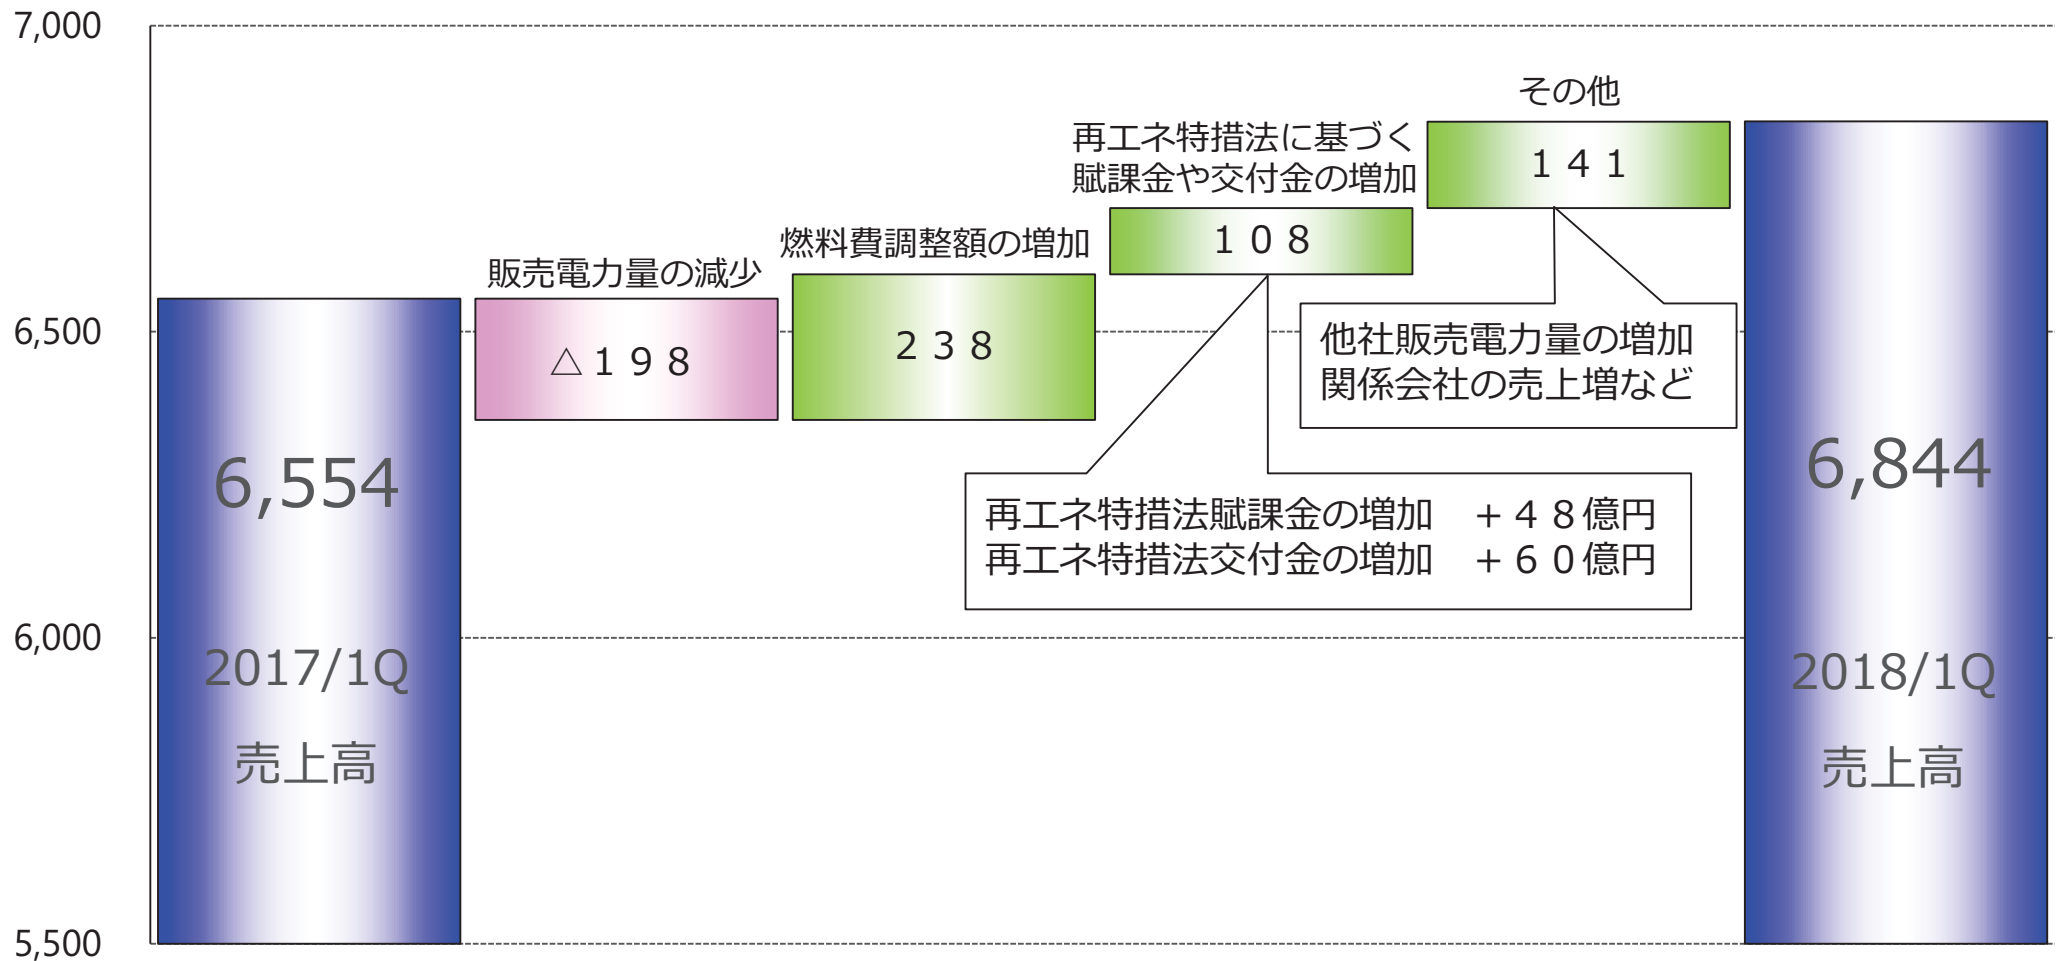 7,000
6,500
6,000
5,500
6,554
2017/1Q
売上高
販売電力量の減少
△１９８
燃料費調整額の増加
２３８
再エネ特措法に基づく
賦課金や交付金の増加
１０８
再エネ特措法賦課金の増加　＋４８億円
再エネ特措法交付金の増加　＋６０億円
その他
１４１
他社販売電力量の増加
関係会社の売上増など
6,844
2018/1Q
売上高